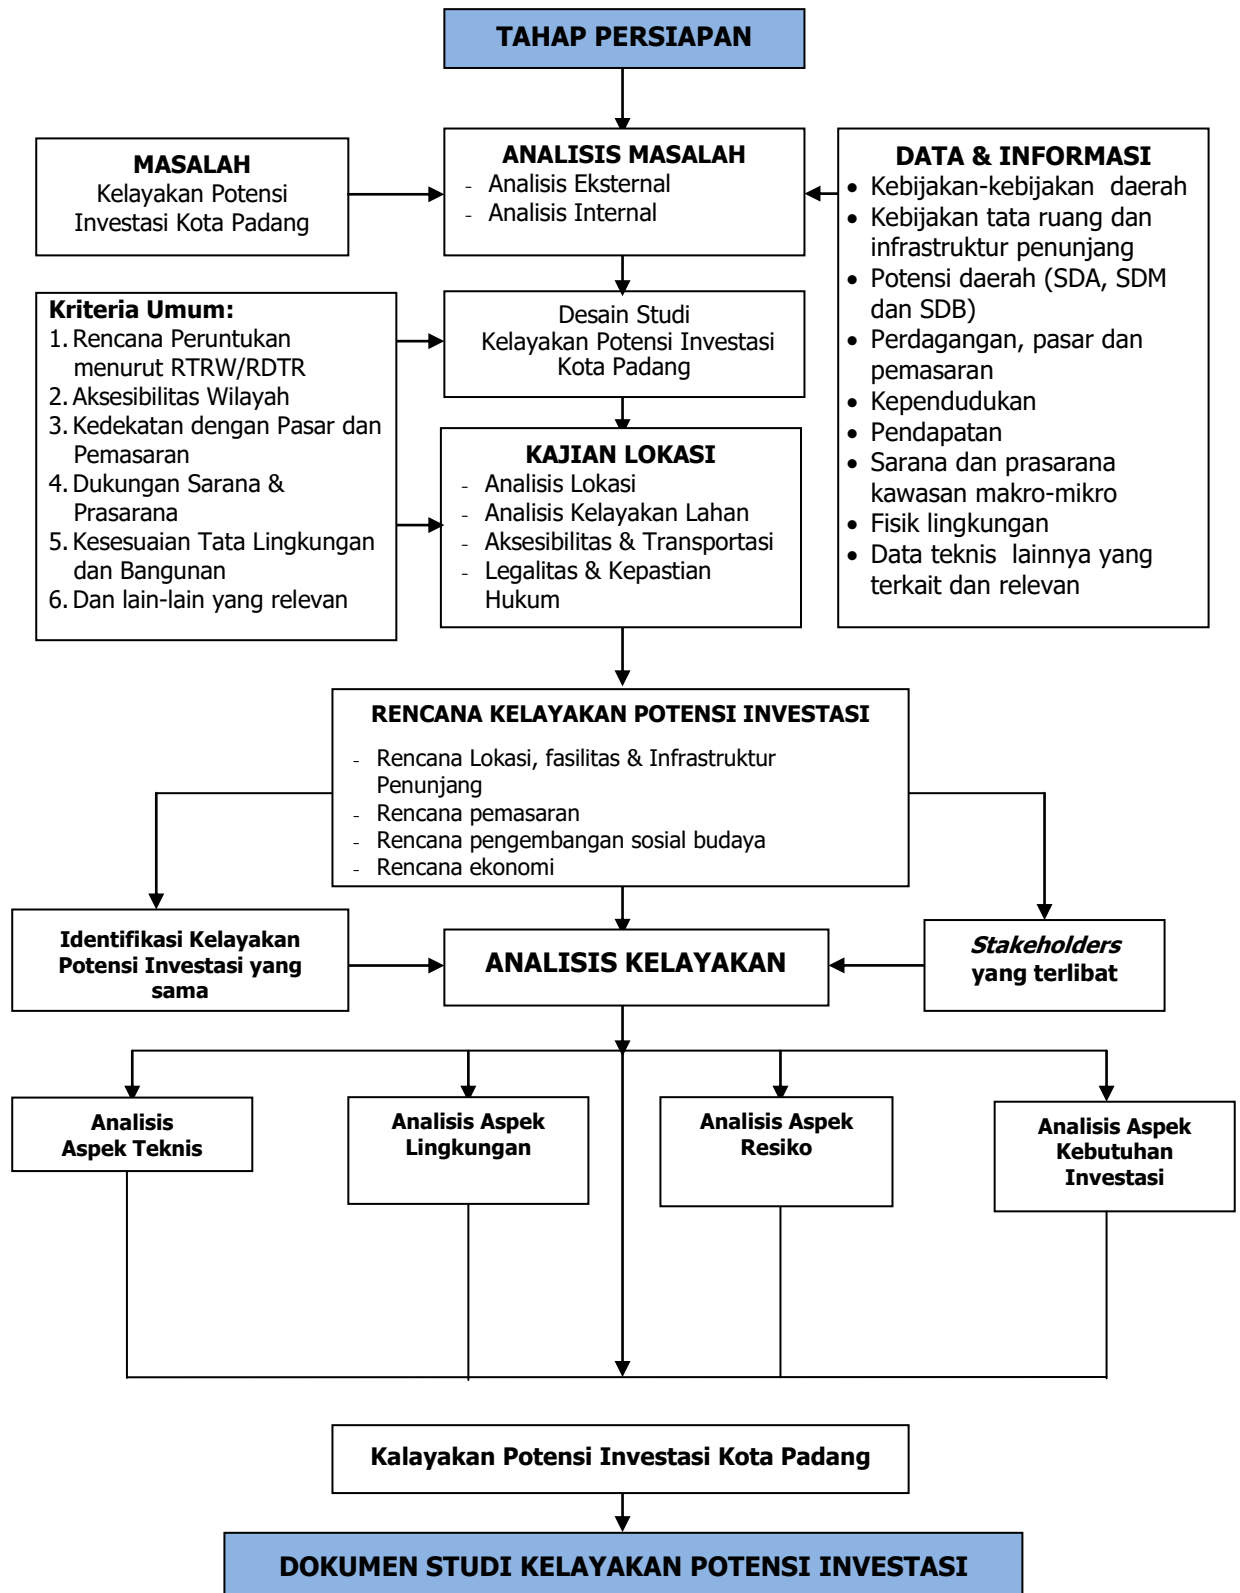 TAHAP PERSIAPAN
MASALAH
Kelayakan Potensi
Investasi Kota Padang
ANALISIS MASALAH
- Analisis Eksternal
- Analisis Internal
DATA & INFORMASI
• Kebijakan-kebijakan daerah
• Kebijakan tata ruang dan
infrastruktur penunjang
• Potensi daerah (SDA, SDM
dan SDB)
• Perdagangan, pasar dan
pemasaran
• Kependudukan
• Pendapatan
• Sarana dan prasarana
kawasan makro-mikro
• Fisik lingkungan
• Data teknis lainnya yang
terkait dan relevan
Kriteria Umum:
1. Rencana Peruntukan
menurut RTRW/RDTR
2. Aksesibilitas Wilayah
3. Kedekatan dengan Pasar dan
Pemasaran
4. Dukungan Sarana &
Prasarana
5. Kesesuaian Tata Lingkungan
dan Bangunan
6. Dan lain-lain yang relevan
Desain Studi
Kelayakan Potensi Investasi
Kota Padang
KAJIAN LOKASI
- Analisis Lokasi
- Analisis Kelayakan Lahan
- Aksesibilitas & Transportasi
- Legalitas & Kepastian
Hukum
RENCANA KELAYAKAN POTENSI INVESTASI
- Rencana Lokasi, fasilitas & Infrastruktur
Penunjang
- Rencana pemasaran
- Rencana pengembangan sosial budaya
- Rencana ekonomi
Identifikasi Kelayakan
Potensi Investasi yang
sama
ANALISIS KELAYAKAN
Stakeholders
yang terlibat
Analisis
Aspek Teknis
Analisis Aspek
Lingkungan
Analisis Aspek
Resiko
Analisis Aspek
Kebutuhan
Investasi
Kalayakan Potensi Investasi Kota Padang
DOKUMEN STUDI KELAYAKAN POTENSI INVESTASI